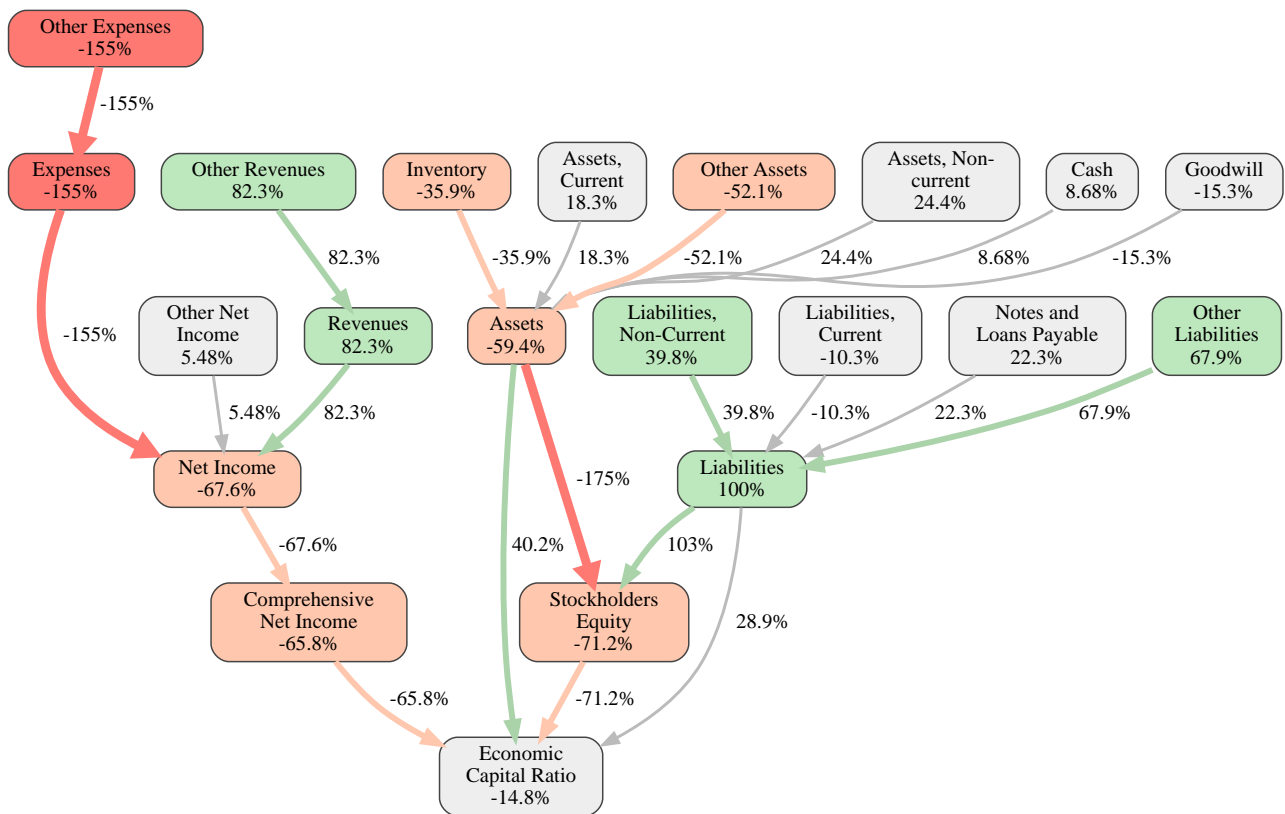 Other Expenses
-155%
-155%
Expenses
-155%
Other Revenues
82.3%
Inventory
-35.9%
Assets,
Current
18.3%
Other Assets
-52.1%
Assets, Non-
current
24.4%
Cash
8.68%
Goodwill
-15.3%
82.3%
-35.9%
18.3%
-52.1%
24.4%
8.68%
-15.3%
-155%
Other Net
Income
5.48%
Revenues
82.3%
Assets
-59.4%
Liabilities,
Non-Current
39.8%
Liabilities,
Current
-10.3%
Notes and
Loans Payable
22.3%
Other
Liabilities
67.9%
5.48%
82.3%
39.8%
-10.3%
22.3%
67.9%
Net Income
-67.6%
-175%
Liabilities
100%
-67.6%
40.2%
103%
Comprehensive
Net Income
-65.8%
Stockholders
Equity
-71.2%
28.9%
-65.8%
-71.2%
Economic
Capital Ratio
-14.8%